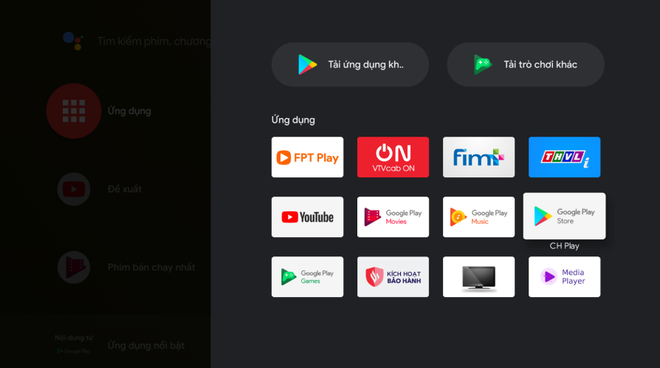 Tìm kiếm phim, chương
Ứng dụng
Đề xuất
Phim bán chạy nhất
Nội dung từ
Google Play
Ứng dụng nổi bật
Tải ứng dụng kh..
Tải trò chơi khác
Ứng dụng
FPT Play
ON
VTVcab ON
fim+
THVLi
YouTube
Google Play
Movies
Google Play
Music
Google Play
Store
CH Play
Google Play
Games
KÍCH HOẠT
BẢO HÀNH
Media
Player